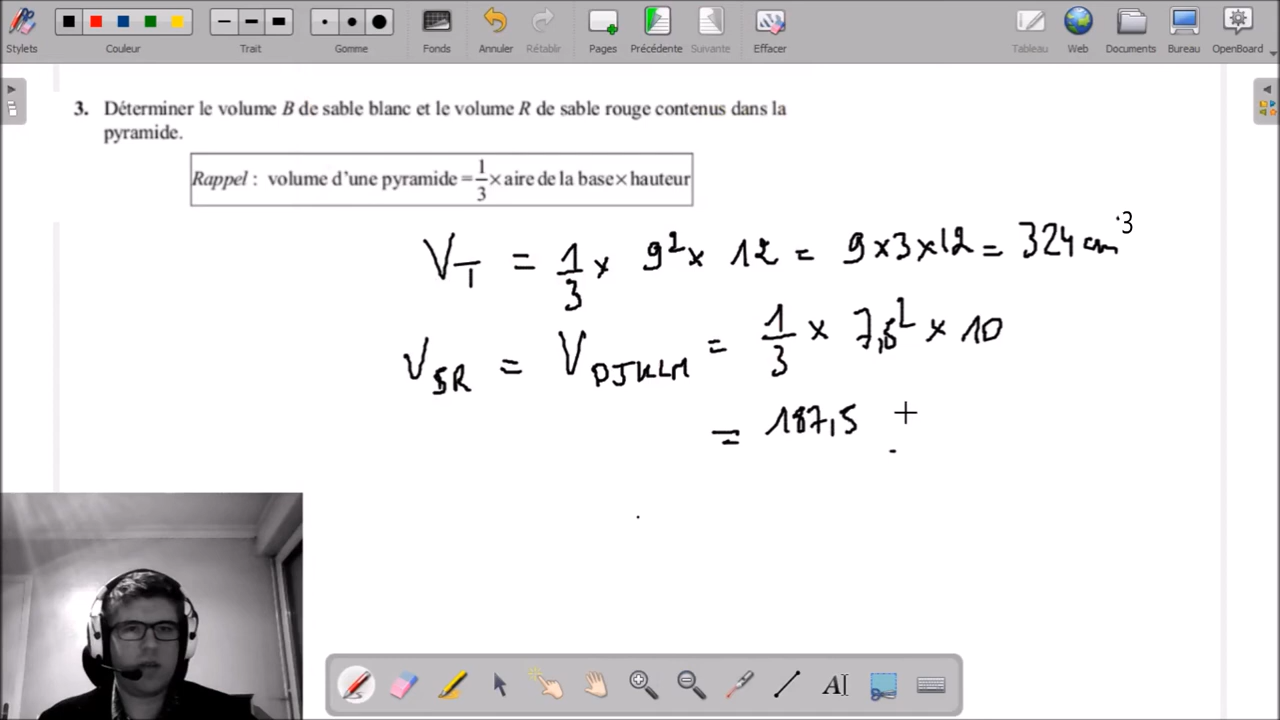 Stylets Couleur Trait Gomme Fonds Annuler Rétablir Pages Précédente Suivante Effacer Tableau Web Documents Bureau OpenBoard
3. Déterminer le volume B de sable blanc et le volume R de sable rouge contenus dans la
pyramide.
Rappel : volume d'une pyramide = 1/3 × aire de la base × hauteur
V_T = 1/3 × 9² × 12 = 9 × 3 × 12 = 324 cm³
V_SR = V_PJKLM = 1/3 × 7,5² × 10
= 187,5
AI